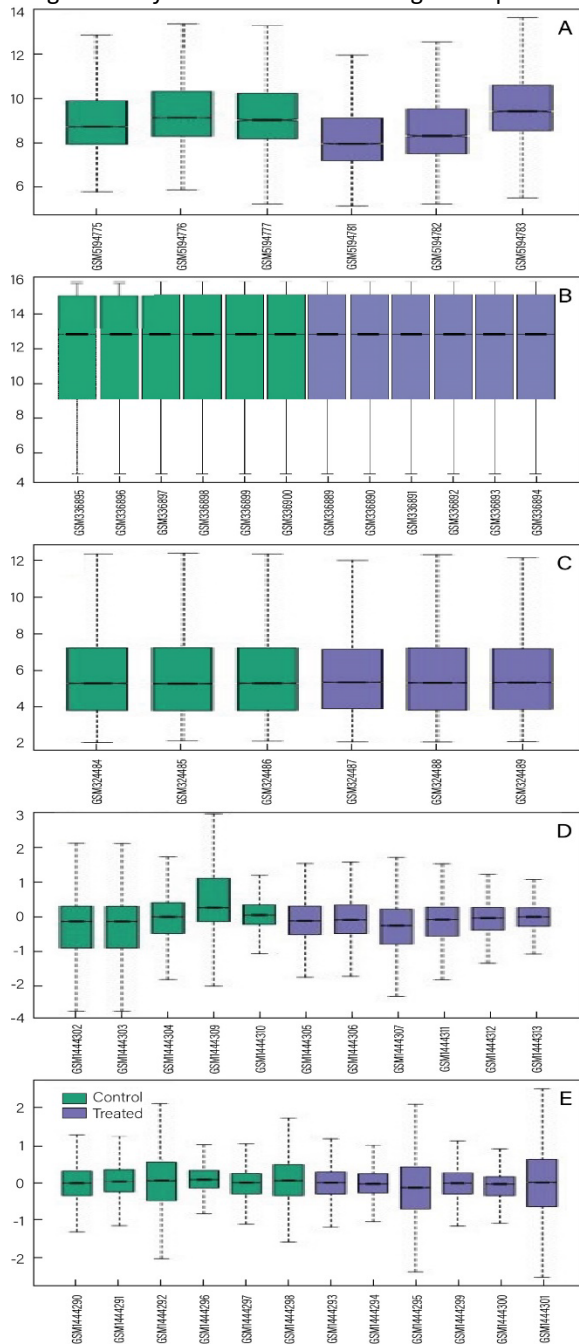 14
A
12
10
8
6
GSM5194775 GSM5194776 GSM5194777 GSM5194781 GSM5194782 GSM5194783
16
B
14
12
10
8
6
4
GSM336895 GSM336896 GSM336897 GSM336898 GSM336899 GSM336900 GSM336889 GSM336890 GSM336891 GSM336892 GSM336893 GSM336894
C
12
10
8
6
4
2
GSM324484 GSM324485 GSM324486 GSM324487 GSM324488 GSM324489
3
D
2
1
0
-1
-2
-4
GSM1444302 GSM1444303 GSM1444304 GSM1444309 GSM1444310 GSM1444305 GSM1444306 GSM1444307 GSM1444311 GSM1444312 GSM1444313
Control
E
Treated
2
1
0
-1
-2
GSM1444290 GSM1444291 GSM1444292 GSM1444296 GSM1444297 GSM1444298 GSM1444293 GSM1444294 GSM1444295 GSM1444299 GSM1444300 GSM1444301